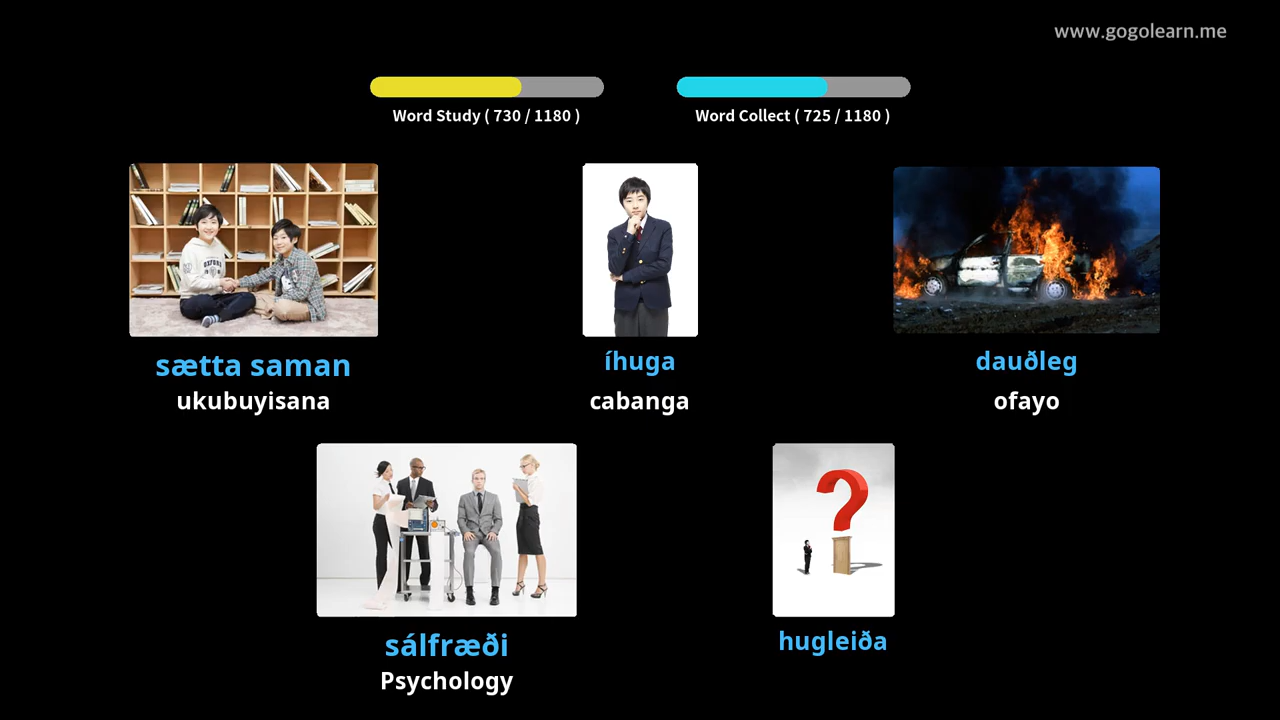 www.gogolearn.me
Word Study ( 730 / 1180 )
Word Collect ( 725 / 1180 )
sætta saman
ukubuyisana
íhuga
cabanga
dauðleg
ofayo
sálfræði
Psychology
hugleiða